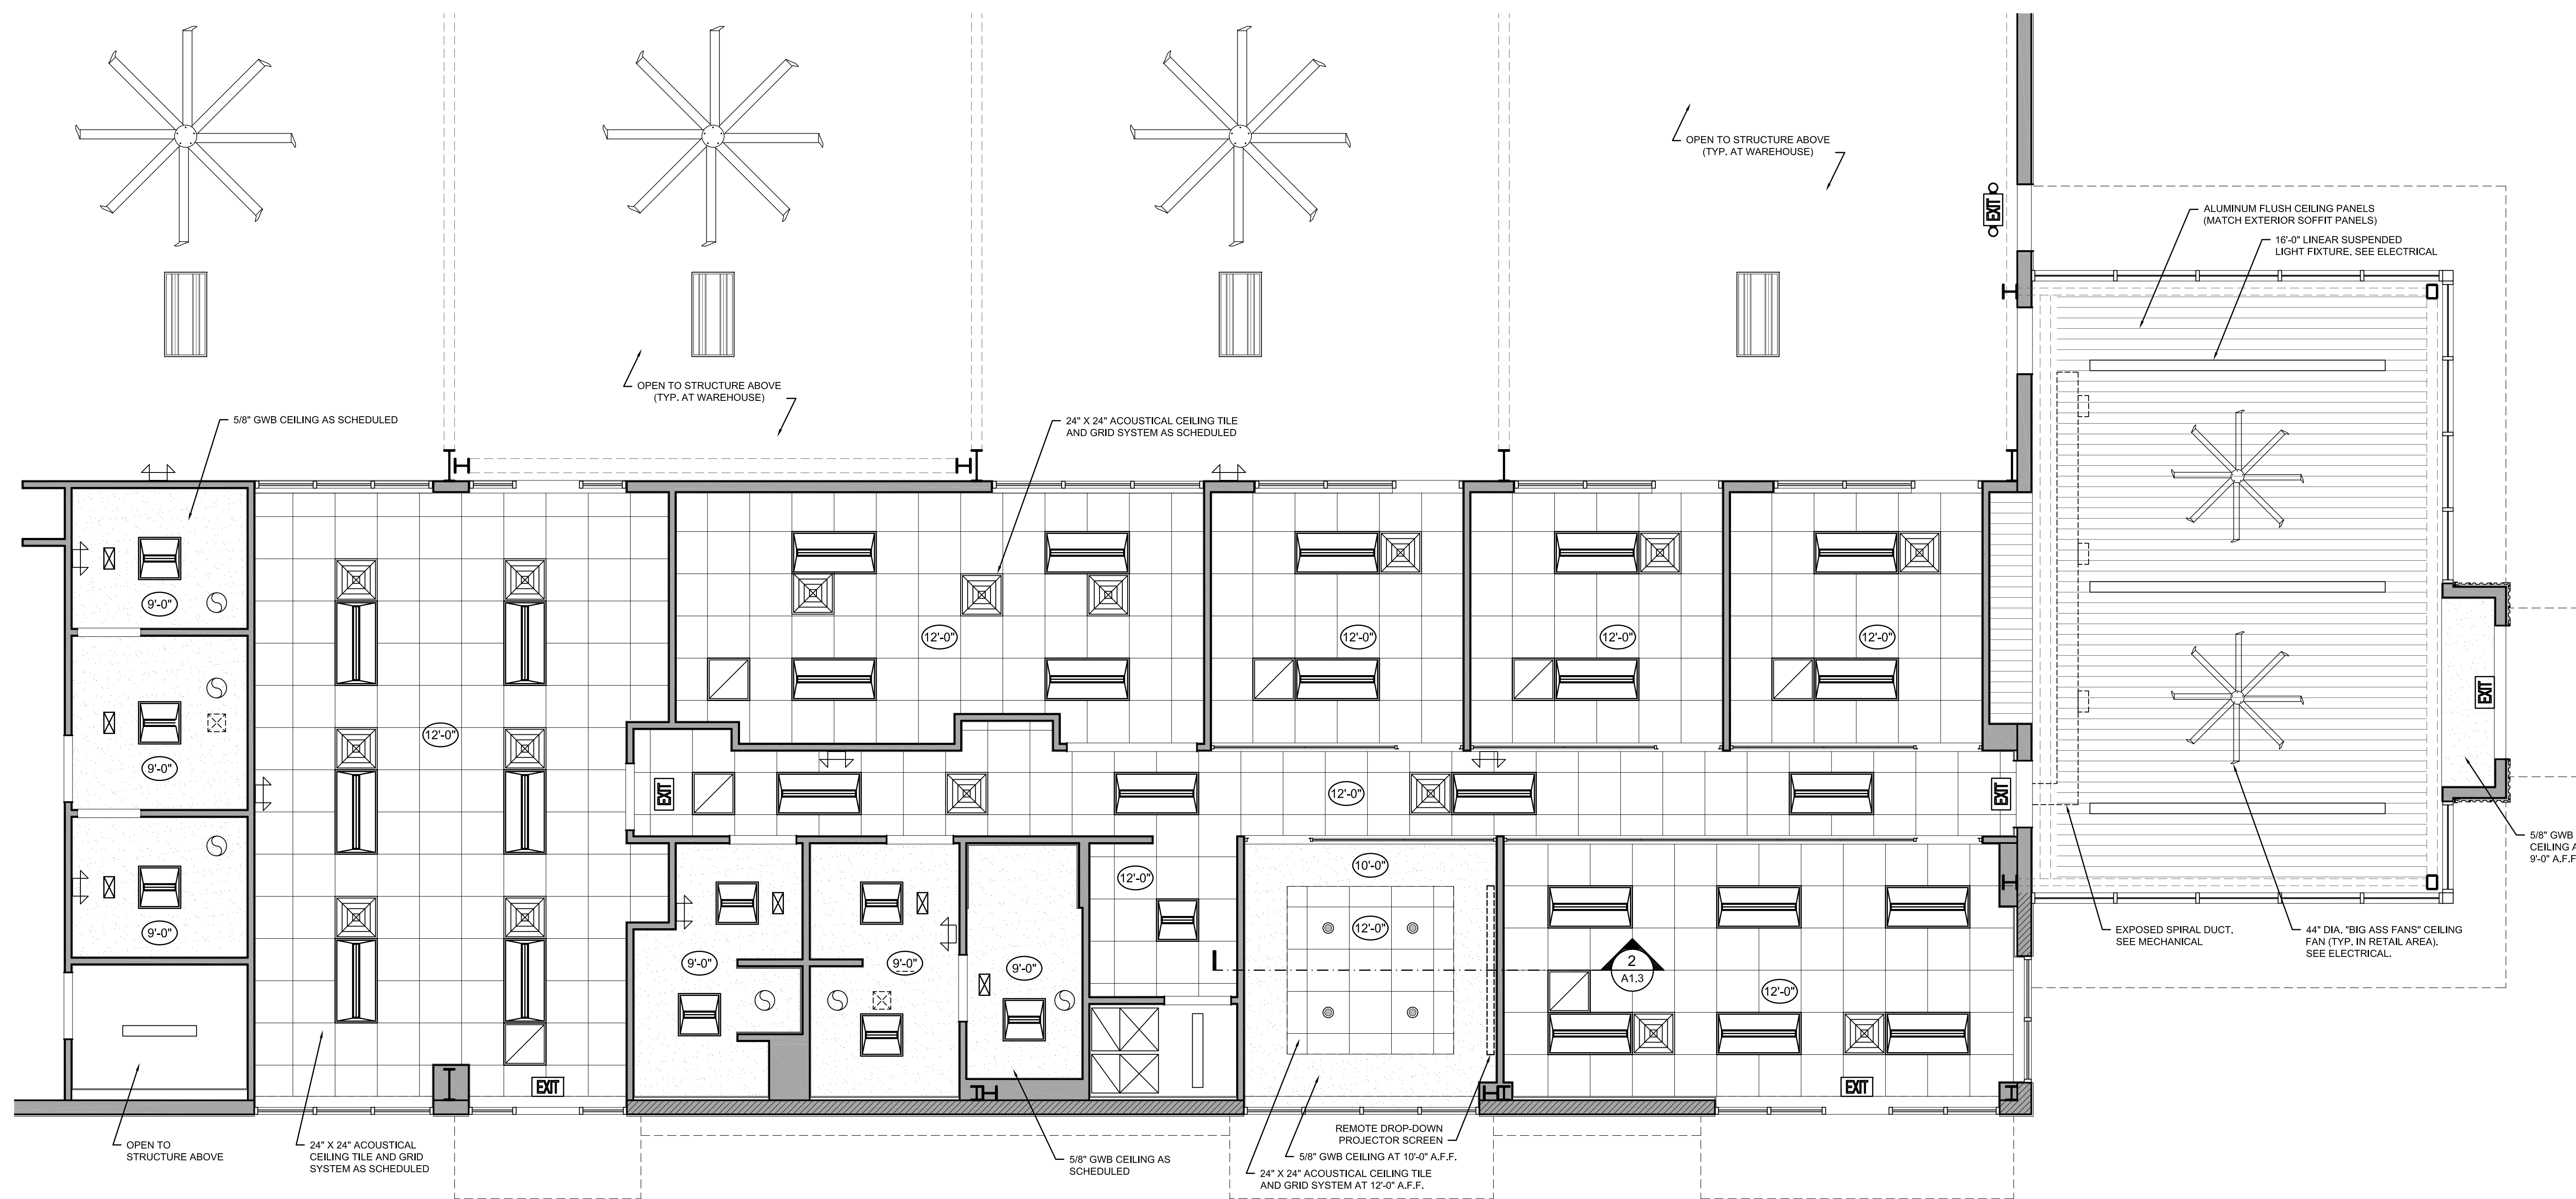 OPEN TO STRUCTURE ABOVE
(TYP. AT WAREHOUSE)
EXIT
ALUMINUM FLUSH CEILING PANELS
(MATCH EXTERIOR SOFFIT PANELS)
16'-0" LINEAR SUSPENDED
LIGHT FIXTURE, SEE ELECTRICAL
OPEN TO STRUCTURE ABOVE
(TYP. AT WAREHOUSE)
5/8" GWB CEILING AS SCHEDULED
24" X 24" ACOUSTICAL CEILING TILE
AND GRID SYSTEM AS SCHEDULED
9'-0"
12'-0"
12'-0"
12'-0"
12'-0"
EXIT
12'-0"
9'-0"
EXIT
12'-0"
EXIT
5/8" GWB
CEILING A
9'-0" A.F.F
10'-0"
12'-0"
12'-0"
9'-0"
EXPOSED SPIRAL DUCT,
SEE MECHANICAL
44" DIA. "BIG ASS FANS" CEILING
FAN (TYP. IN RETAIL AREA).
SEE ELECTRICAL.
9'-0"
9'-0"
9'-0"
2
A1.3
12'-0"
EXIT
EXIT
OPEN TO
STRUCTURE ABOVE
24" X 24" ACOUSTICAL
CEILING TILE AND GRID
SYSTEM AS SCHEDULED
5/8" GWB CEILING AS
SCHEDULED
REMOTE DROP-DOWN
PROJECTOR SCREEN
5/8" GWB CEILING AT 10'-0" A.F.F.
24" X 24" ACOUSTICAL CEILING TILE
AND GRID SYSTEM AT 12'-0" A.F.F.